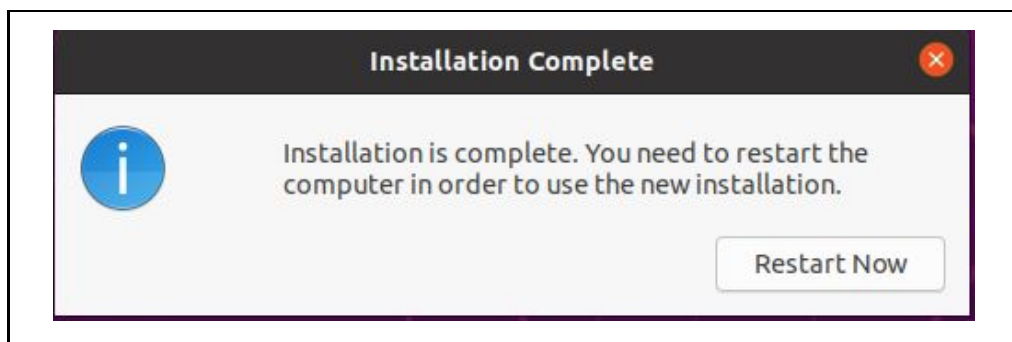 Installation Complete
Installation is complete. You need to restart the
computer in order to use the new installation.
Restart Now